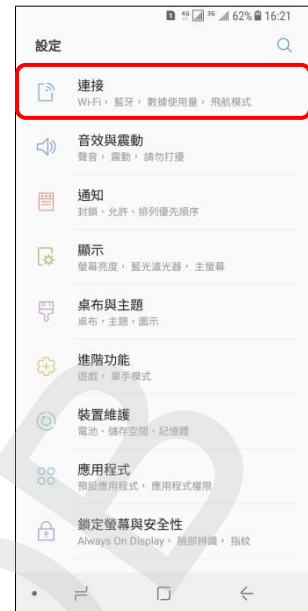 1 4G 3G 62% 16:21
設定
連接
Wi-Fi， 藍牙， 數據使用量， 飛航模式
音效與震動
聲音， 震動， 請勿打擾
通知
封鎖、允許、排列優先順序
顯示
螢幕亮度， 藍光濾光器， 主螢幕
桌布與主題
桌布，主題，圖示
進階功能
遊戲， 單手模式
裝置維護
電池、儲存空間、記憶體
應用程式
預設應用程式， 應用程式權限
鎖定螢幕與安全性
Always On Display， 臉部辨識， 指紋